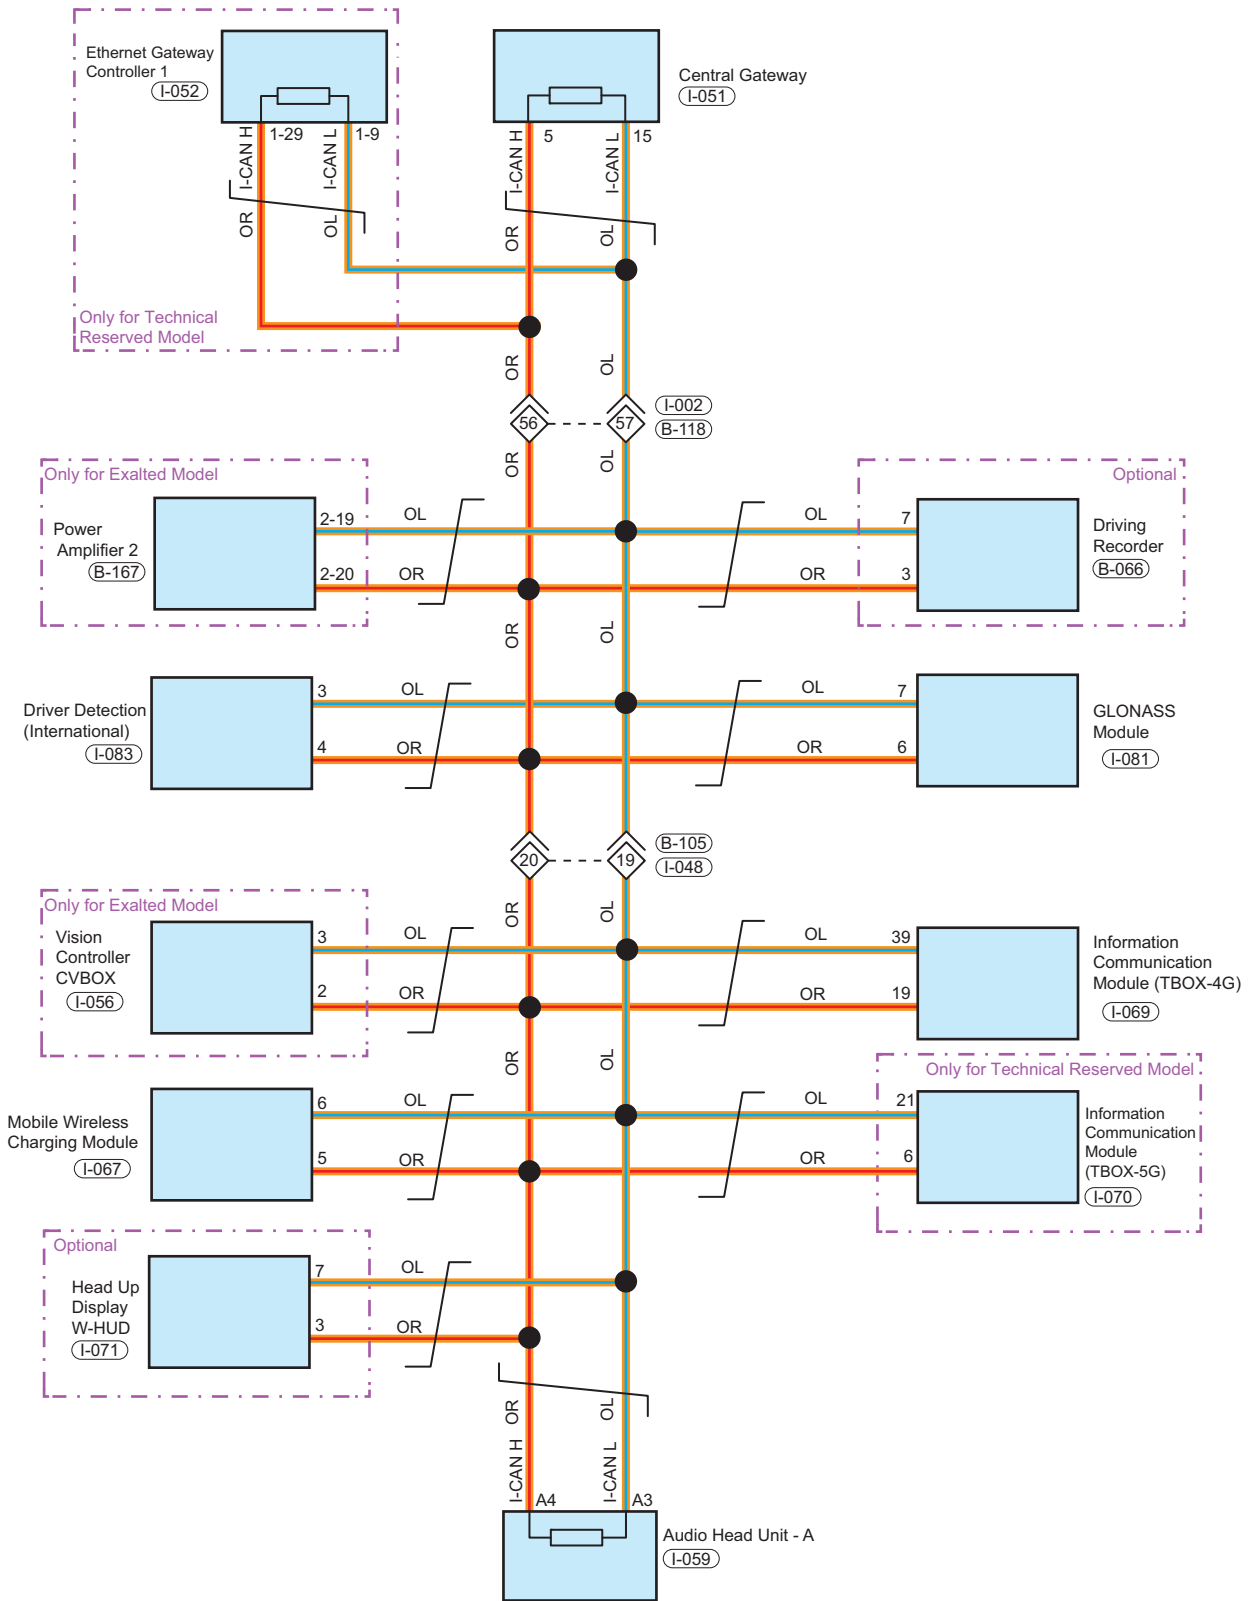 Ethernet Gateway
Controller 1
I-052
Central Gateway
I-051
1-29
1-9
5
15
I-CAN H
I-CAN L
I-CAN H
I-CAN L
OR
OL
OR
OL
Only for Technical
Reserved Model
OR
OL
56
57
I-002
B-118
OR
OL
Only for Exalted Model
Optional
Power
Amplifier 2
B-167
2-19
OL
OL
7
2-20
OR
OR
3
Driving
Recorder
B-066
OR
OL
Driver Detection
(International)
I-083
3
OL
OL
7
4
OR
OR
6
GLONASS
Module
I-081
20
19
B-105
I-048
OR
OL
Only for Exalted Model
Vision
Controller
CVBOX
I-056
3
OL
OL
39
2
OR
OR
19
Information
Communication
Module (TBOX-4G)
I-069
OR
OL
Only for Technical Reserved Model
Mobile Wireless
Charging Module
I-067
6
OL
OL
21
5
OR
OR
6
Information
Communication
Module
(TBOX-5G)
I-070
Optional
Head Up
Display
W-HUD
I-071
7
OL
3
OR
OR
OL
I-CAN H
I-CAN L
A4
A3
Audio Head Unit - A
I-059